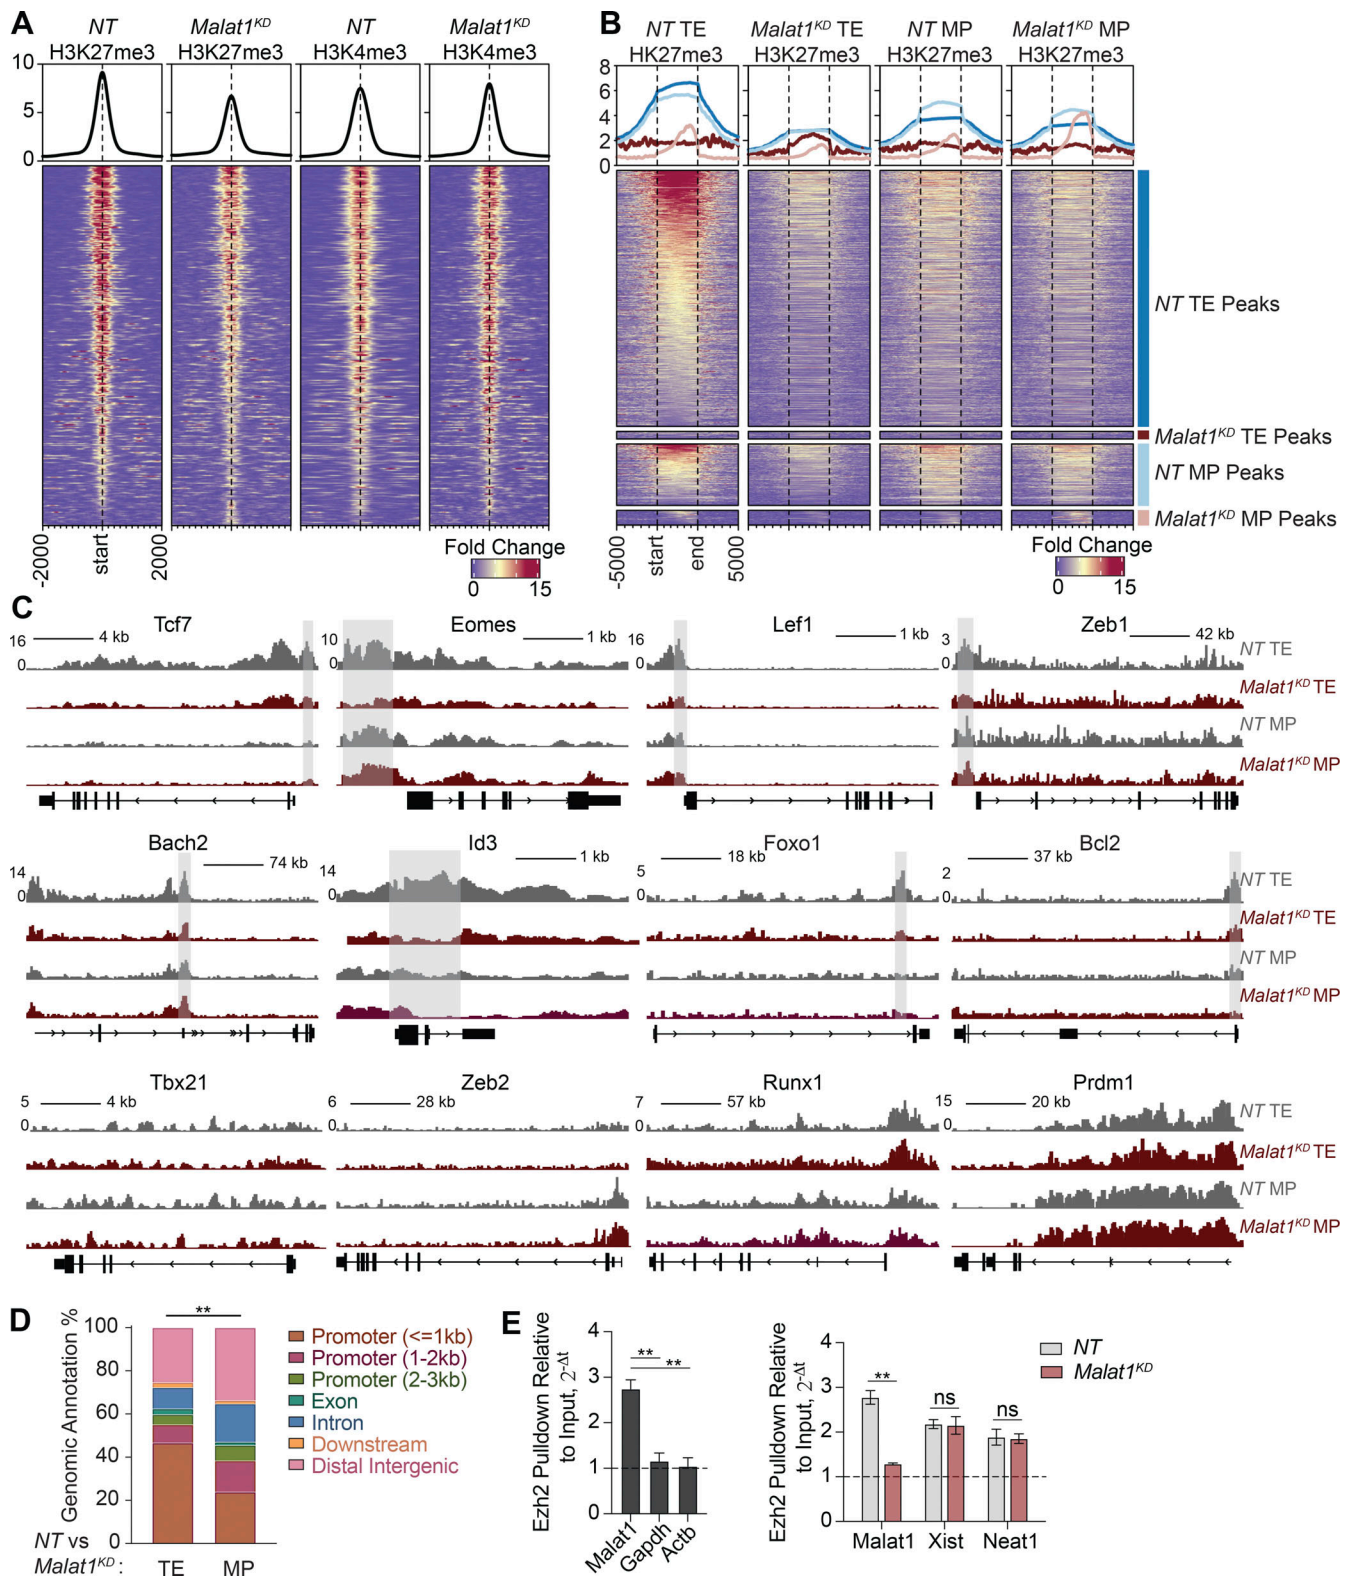 A
NT
H3K27me3
Malat1KD
H3K27me3
NT
H3K4me3
Malat1KD
H3K4me3
10
5
0
-2000
start
2000
Fold Change
0
15
B
NT TE
HK27me3
Malat1KD TE
H3K27me3
NT MP
H3K27me3
Malat1KD MP
H3K27me3
8
6
4
2
0
NT TE Peaks
Malat1KD TE Peaks
NT MP Peaks
Malat1KD MP Peaks
-5000
start
end
5000
Fold Change
0
15
C
Tcf7
16
0
4 kb
Eomes
10
0
1 kb
Lef1
16
0
1 kb
Zeb1
3
0
42 kb
NT TE
Malat1KD TE
NT MP
Malat1KD MP
Bach2
14
0
74 kb
Id3
14
0
1 kb
Foxo1
5
0
18 kb
Bcl2
2
0
37 kb
NT TE
Malat1KD TE
NT MP
Malat1KD MP
Tbx21
5
0
4 kb
Zeb2
6
0
28 kb
Runx1
7
0
57 kb
Prdm1
15
0
20 kb
NT TE
Malat1KD TE
NT MP
Malat1KD MP
D
**
Genomic Annotation %
100
80
60
40
20
0
NT vs
Malat1KD :
TE
MP
Promoter (<=1kb)
Promoter (1-2kb)
Promoter (2-3kb)
Exon
Intron
Downstream
Distal Intergenic
E
Ezh2 Pulldown Relative
to Input, 2-Δt
4
3
2
1
0
**
**
Malat1
Gapdh
Actb
Ezh2 Pulldown Relative
to Input, 2-Δt
4
3
2
1
0
**
ns
ns
Malat1
Xist
Neat1
NT
Malat1KD